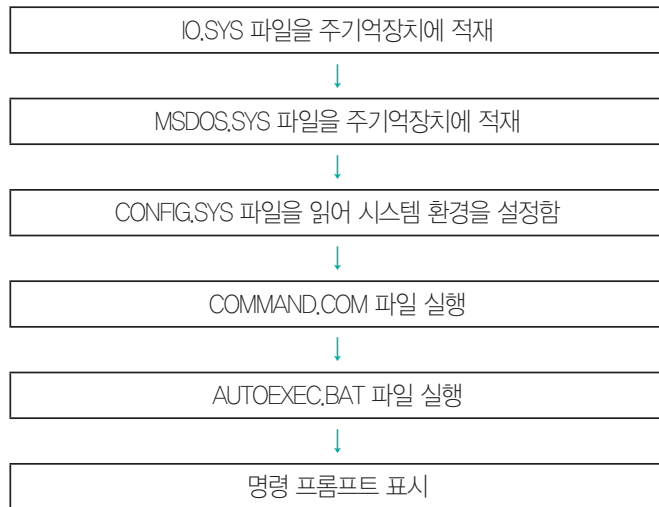 IO.SYS 파일을 주기억장치에 적재
↓
MSDOS.SYS 파일을 주기억장치에 적재
↓
CONFIG.SYS 파일을 읽어 시스템 환경을 설정함
↓
COMMAND.COM 파일 실행
↓
AUTOEXEC.BAT 파일 실행
↓
명령 프롬프트 표시